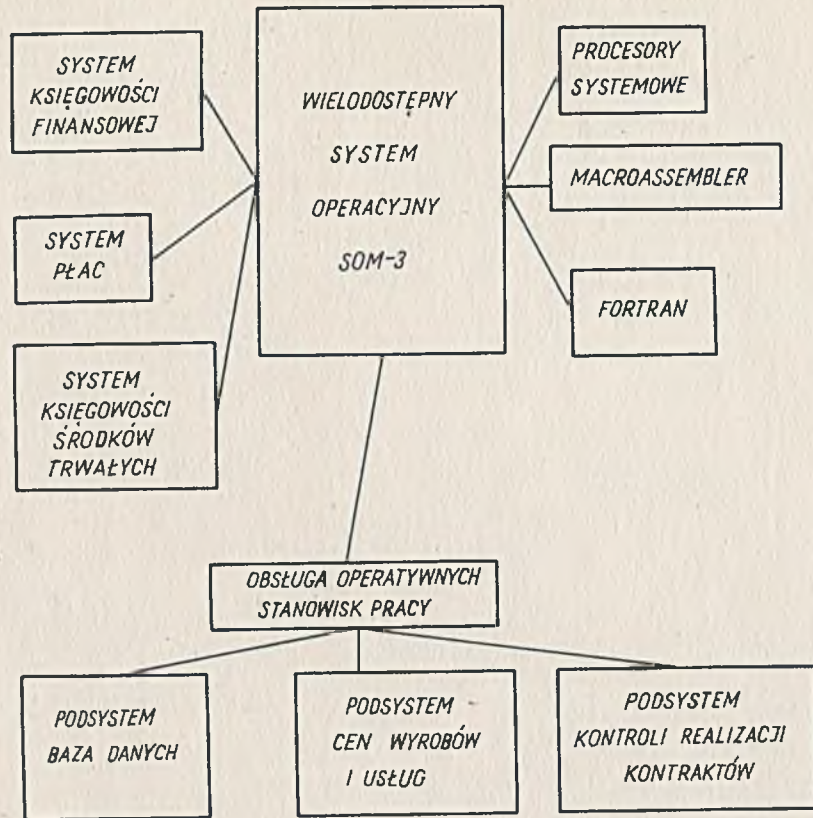 SYSTEM
KSIĘGOWOŚCI
FINANSOWEJ
SYSTEM
PŁAC
SYSTEM
KSIĘGOWOŚCI
ŚRODKÓW
TRWAŁYCH
WIELODOSTĘPNY
SYSTEM
OPERACYJNY
SOM-3
PROCESORY
SYSTEMOWE
MACROASSEMBLER
FORTRAN
OBSŁUGA OPERATYWNYCH
STANOWISK PRACY
PODSYSTEM
BAZA DANYCH
PODSYSTEM
CEN WYROBÓW
I USŁUG
PODSYSTEM
KONTROLI REALIZACJI
KONTRAKTÓW